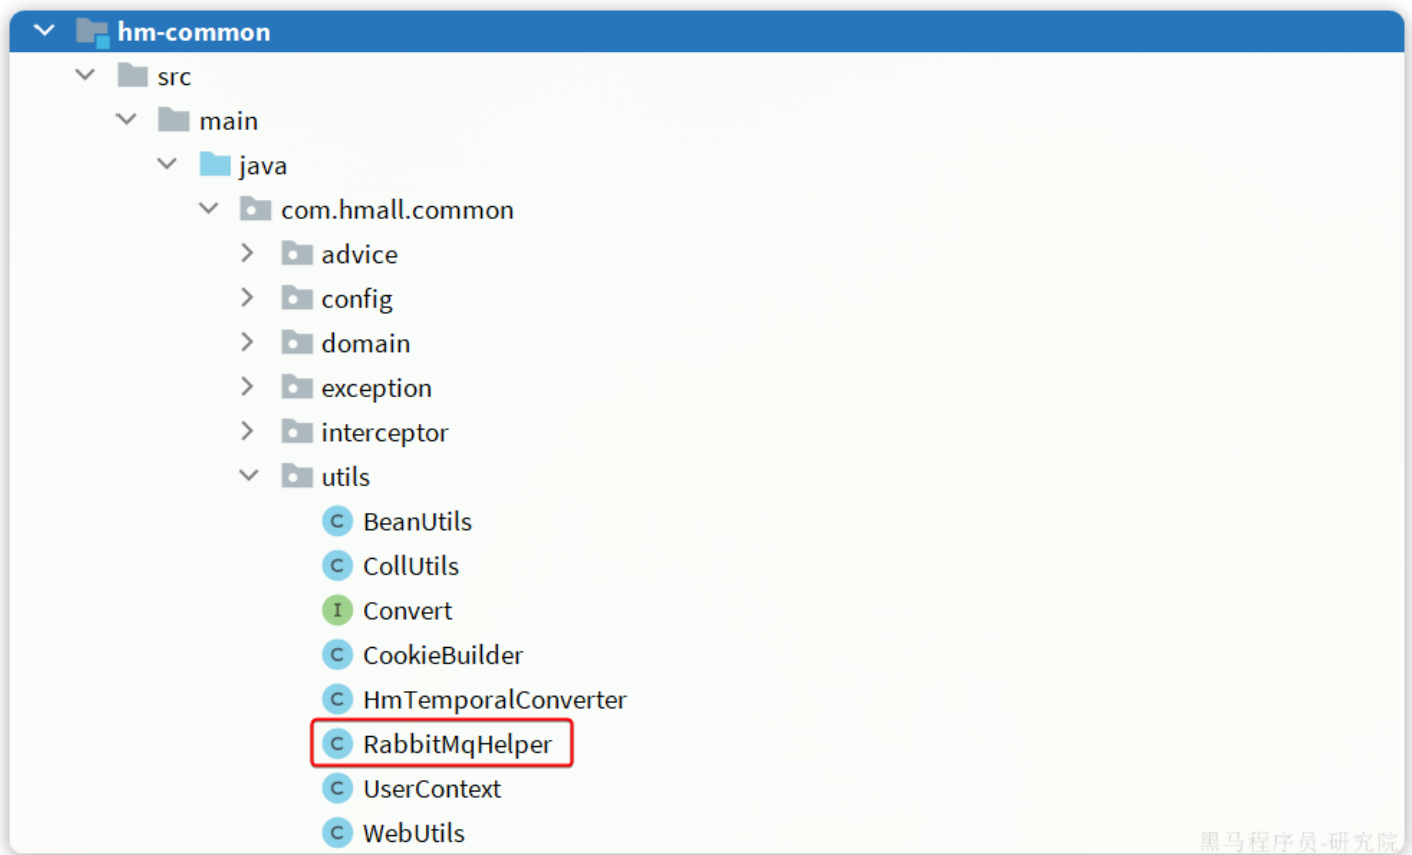 hm-common
src
main
java
com.hmall.common
advice
config
domain
exception
interceptor
utils
C BeanUtils
C CollUtils
I Convert
C CookieBuilder
C HmTemporalConverter
C RabbitMqHelper
C UserContext
C WebUtils
黑马程序员-研究院